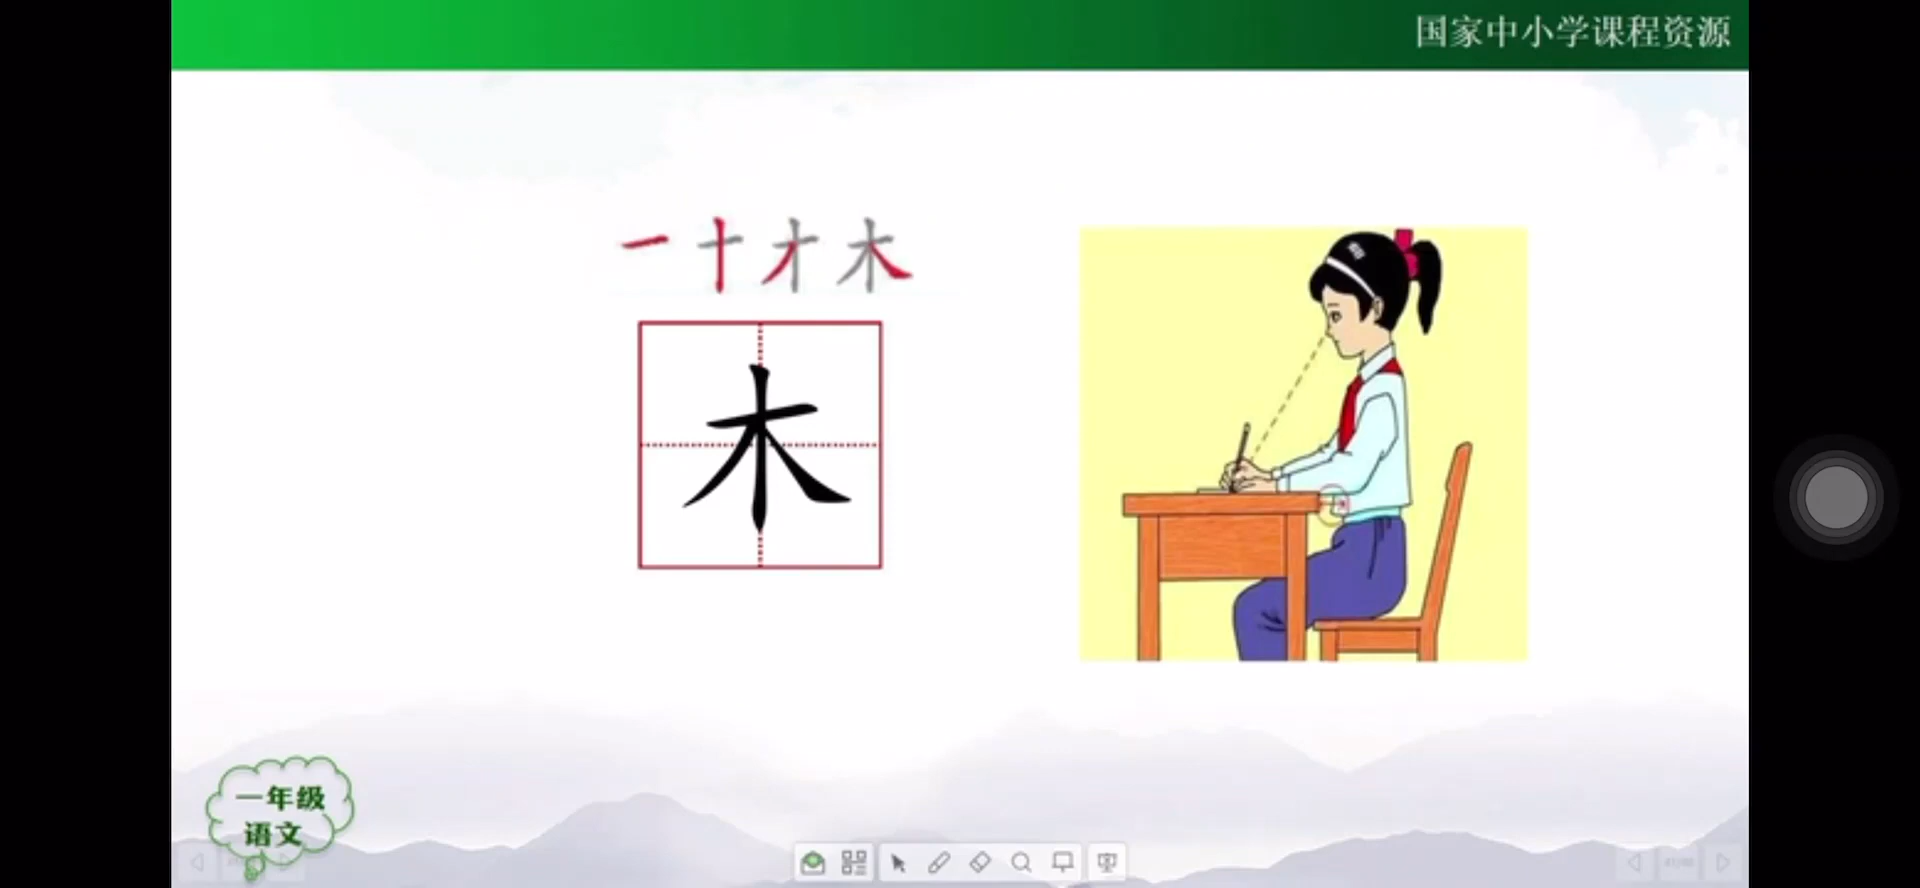 国家中小学课程资源
一 十 才 木
木
一年级
语文